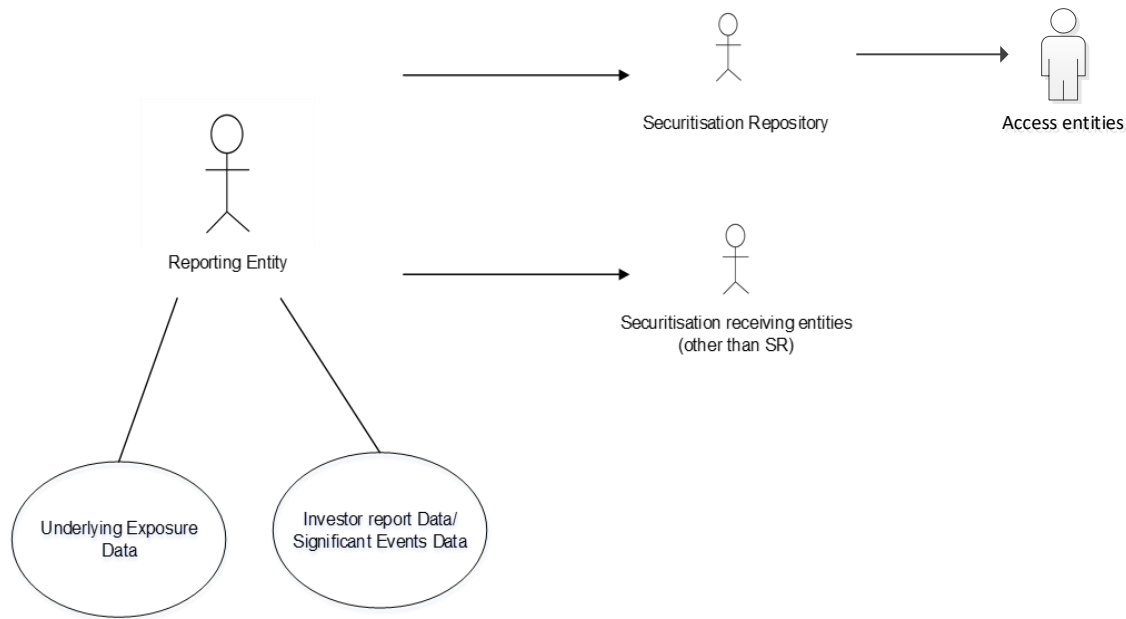 Securitisation Repository
Access entities
Reporting Entity
Securitisation receiving entities
(other than SR)
Underlying Exposure
Data
Investor report Data/
Significant Events Data